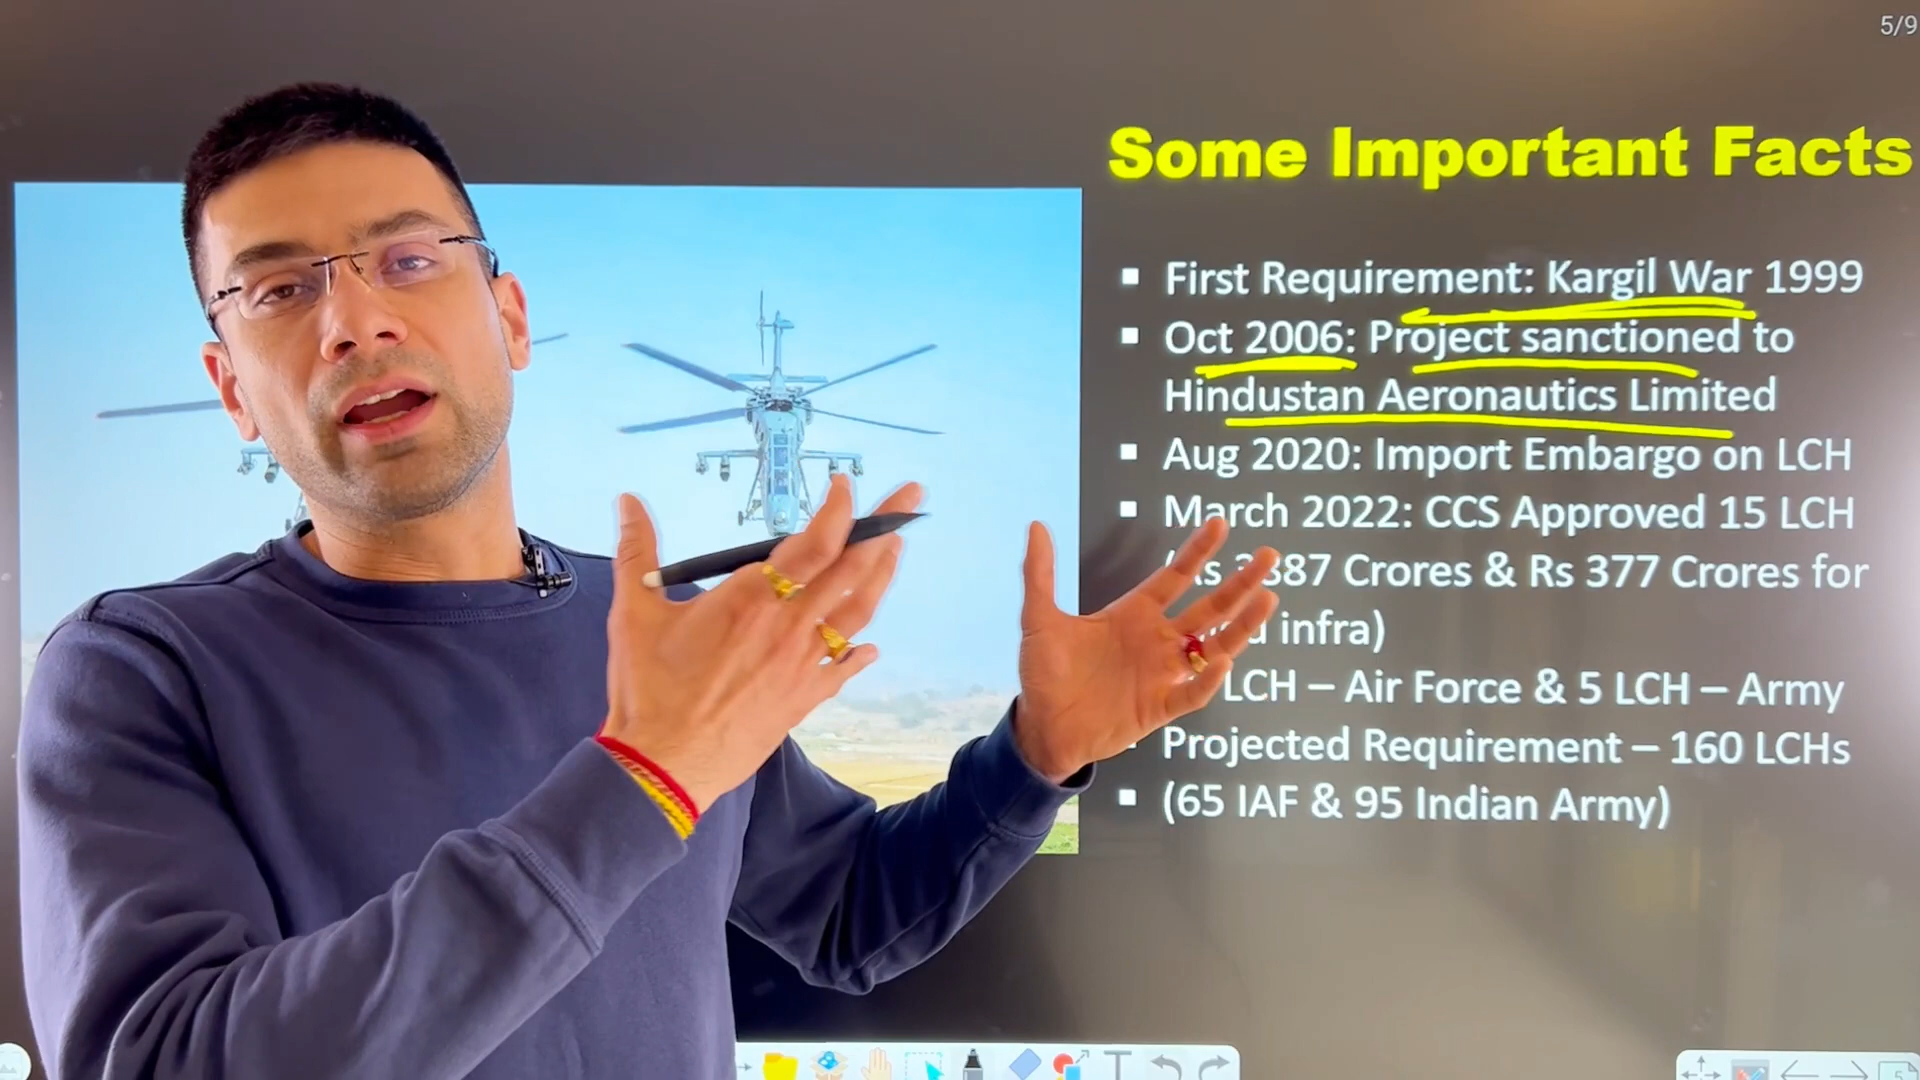 5/9
Some Important Facts
▪ First Requirement: Kargil War 1999
▪ Oct 2006: Project sanctioned to
Hindustan Aeronautics Limited
▪ Aug 2020: Import Embargo on LCH
▪ March 2022: CCS Approved 15 LCH
Crores & Rs 377 Crores for
infra)
LCH – Air Force & 5 LCH – Army
▪ Projected Requirement – 160 LCHs
▪ (65 IAF & 95 Indian Army)
T
5